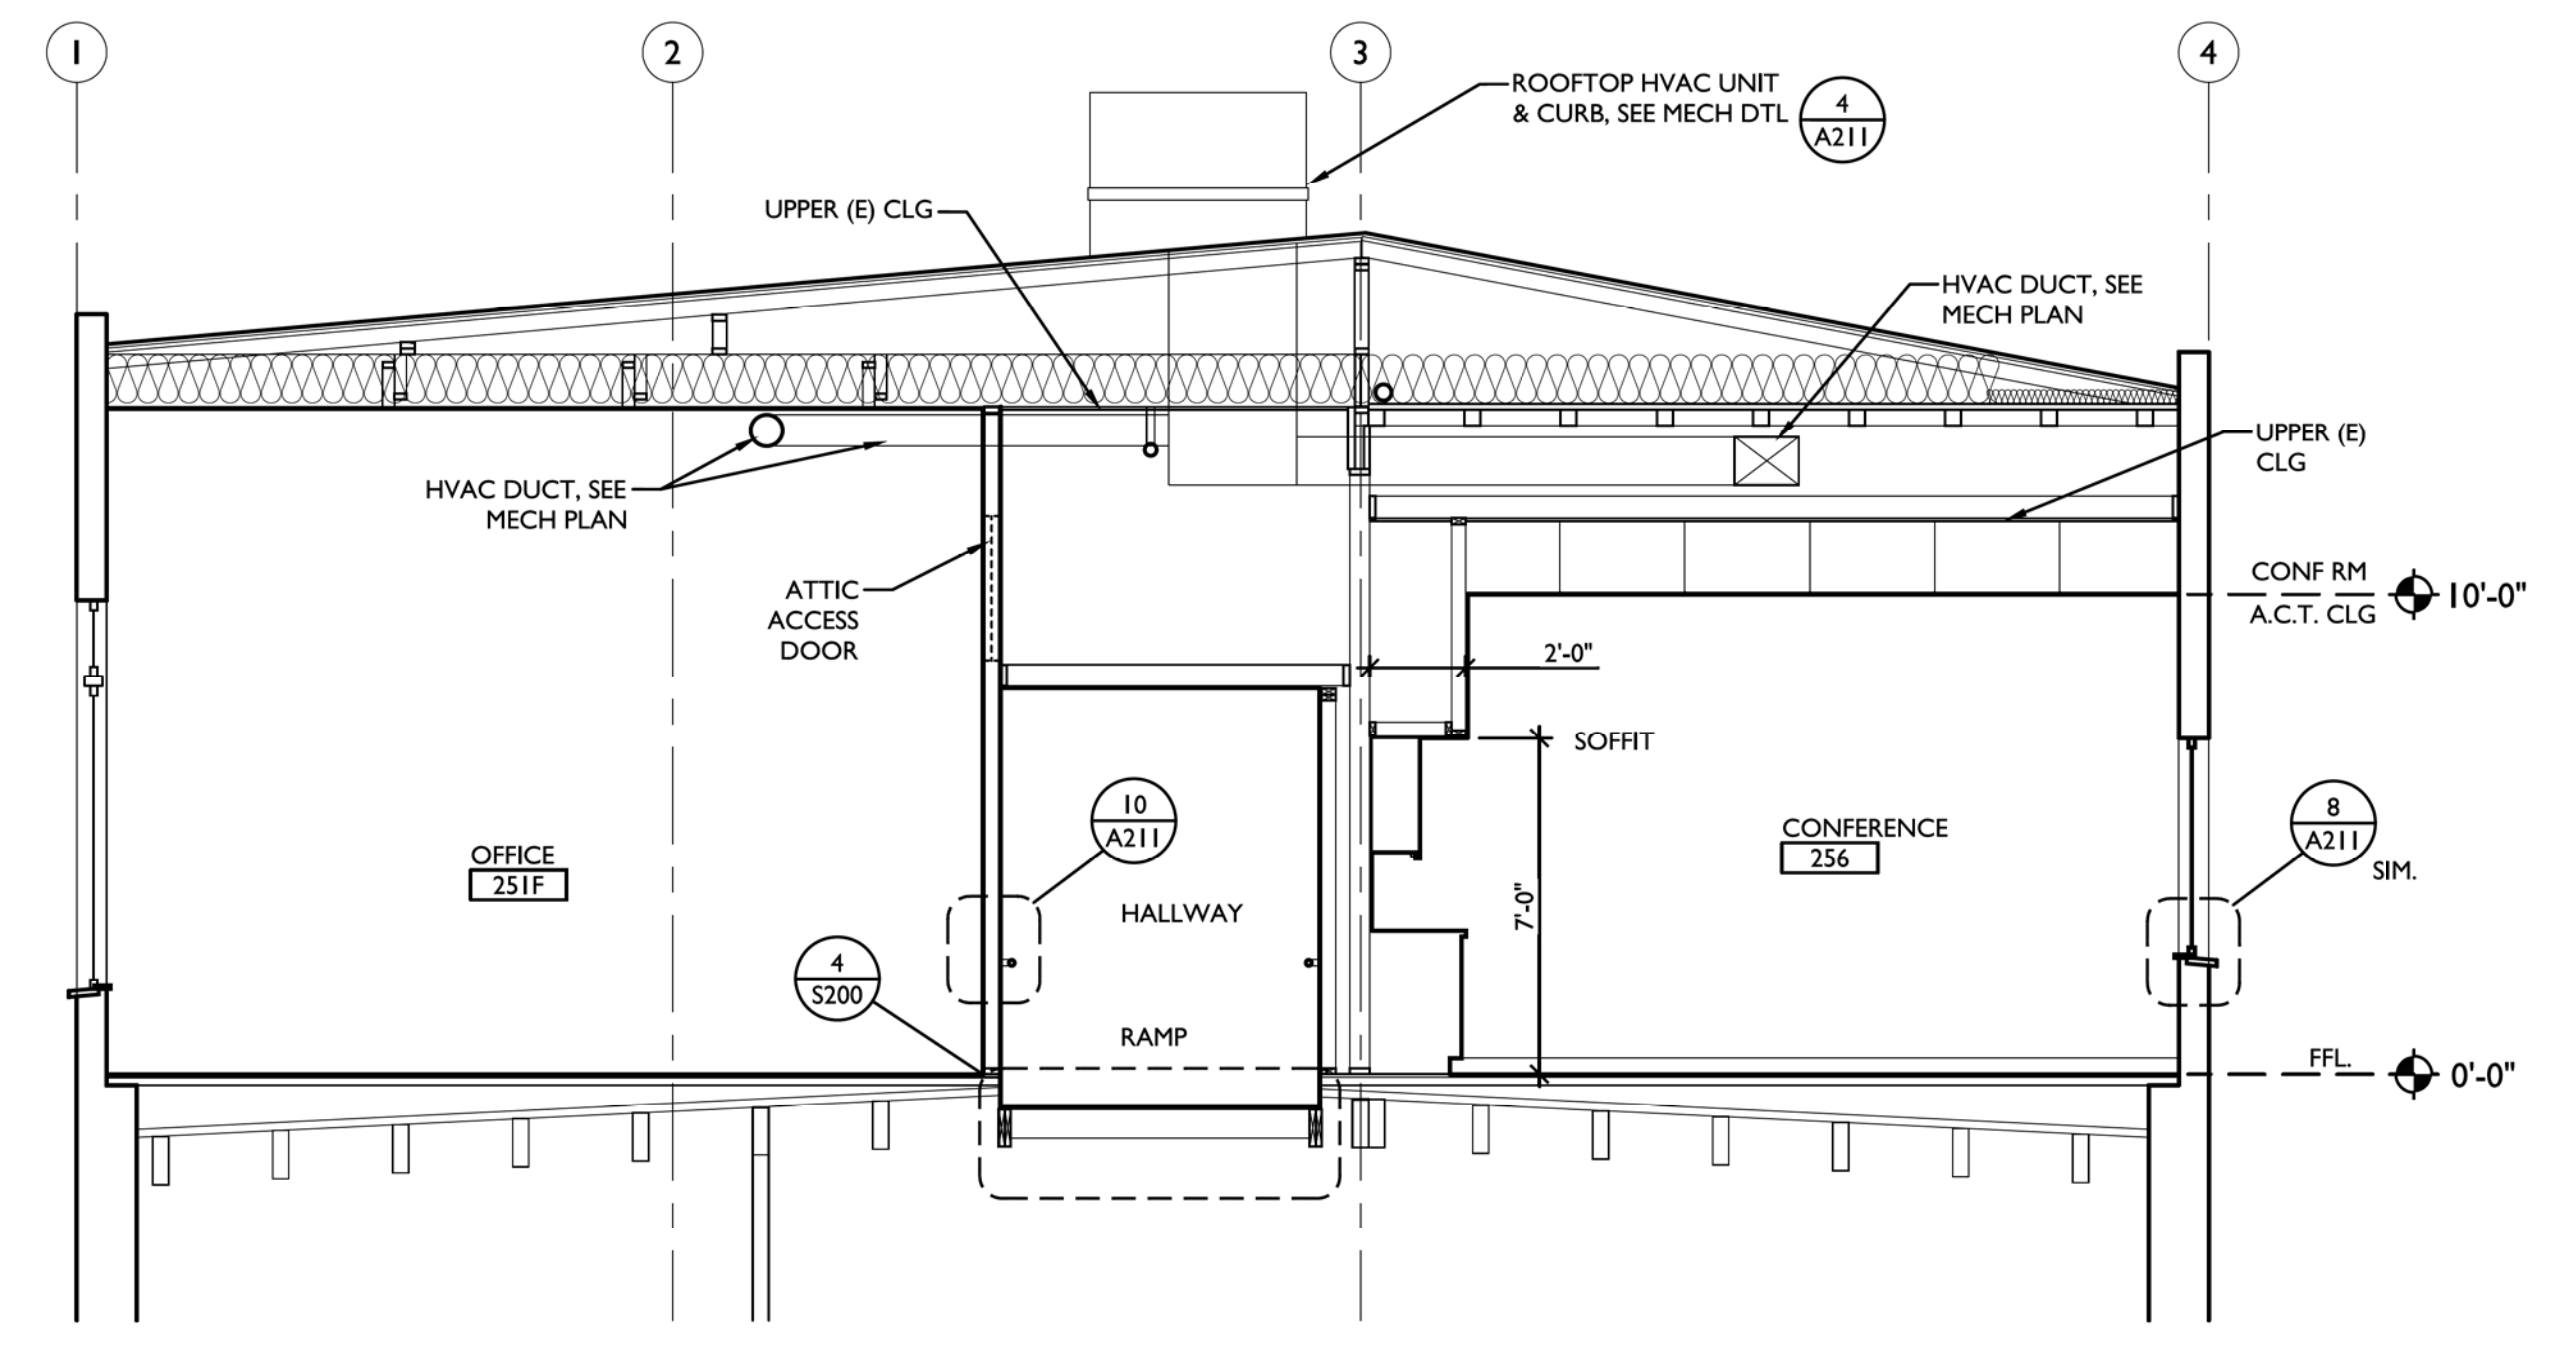 1
2
3
4
ROOFTOP HVAC UNIT
& CURB, SEE MECH DTL
4
A211
UPPER (E) CLG
HVAC DUCT, SEE
MECH PLAN
UPPER (E)
CLG
HVAC DUCT, SEE
MECH PLAN
ATTIC
ACCESS
DOOR
CONF RM
10'-0"
A.C.T. CLG
2'-0"
SOFFIT
10
A211
8
A211
SIM.
CONFERENCE
256
OFFICE
251F
7'-0"
HALLWAY
4
S200
RAMP
FFL.
0'-0"